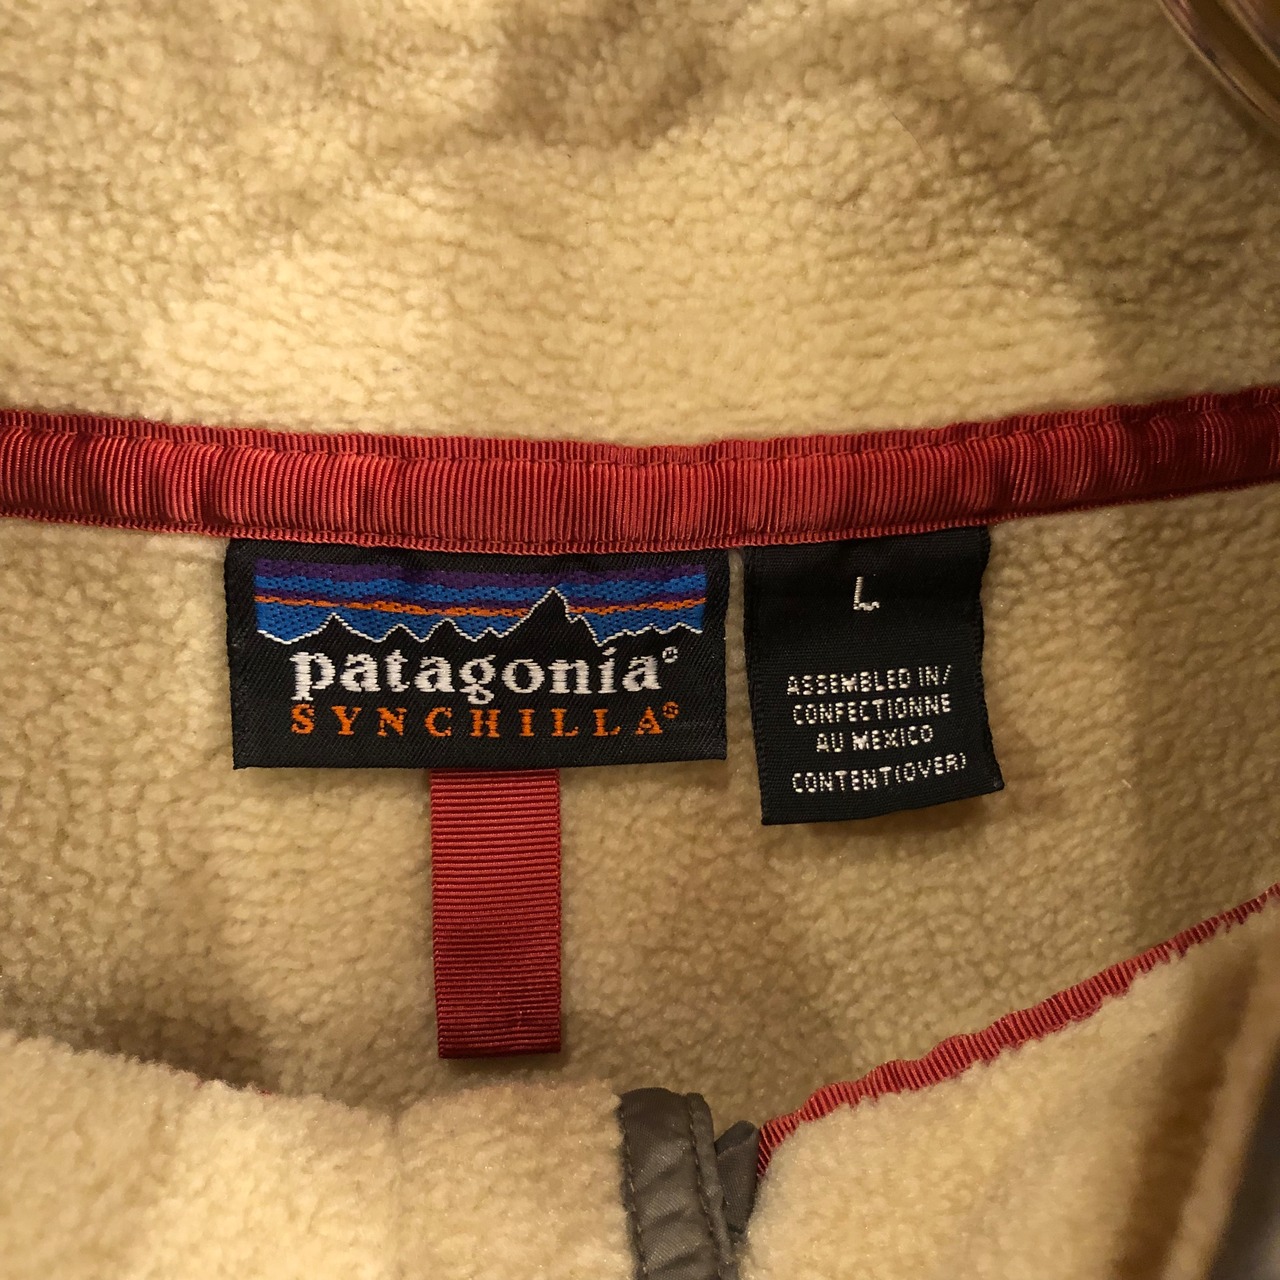 patagonia®
SYNCHILLA®
L
ASSEMBLED IN/
CONFECTIONNE
AU MEXICO
CONTENT(OVER)